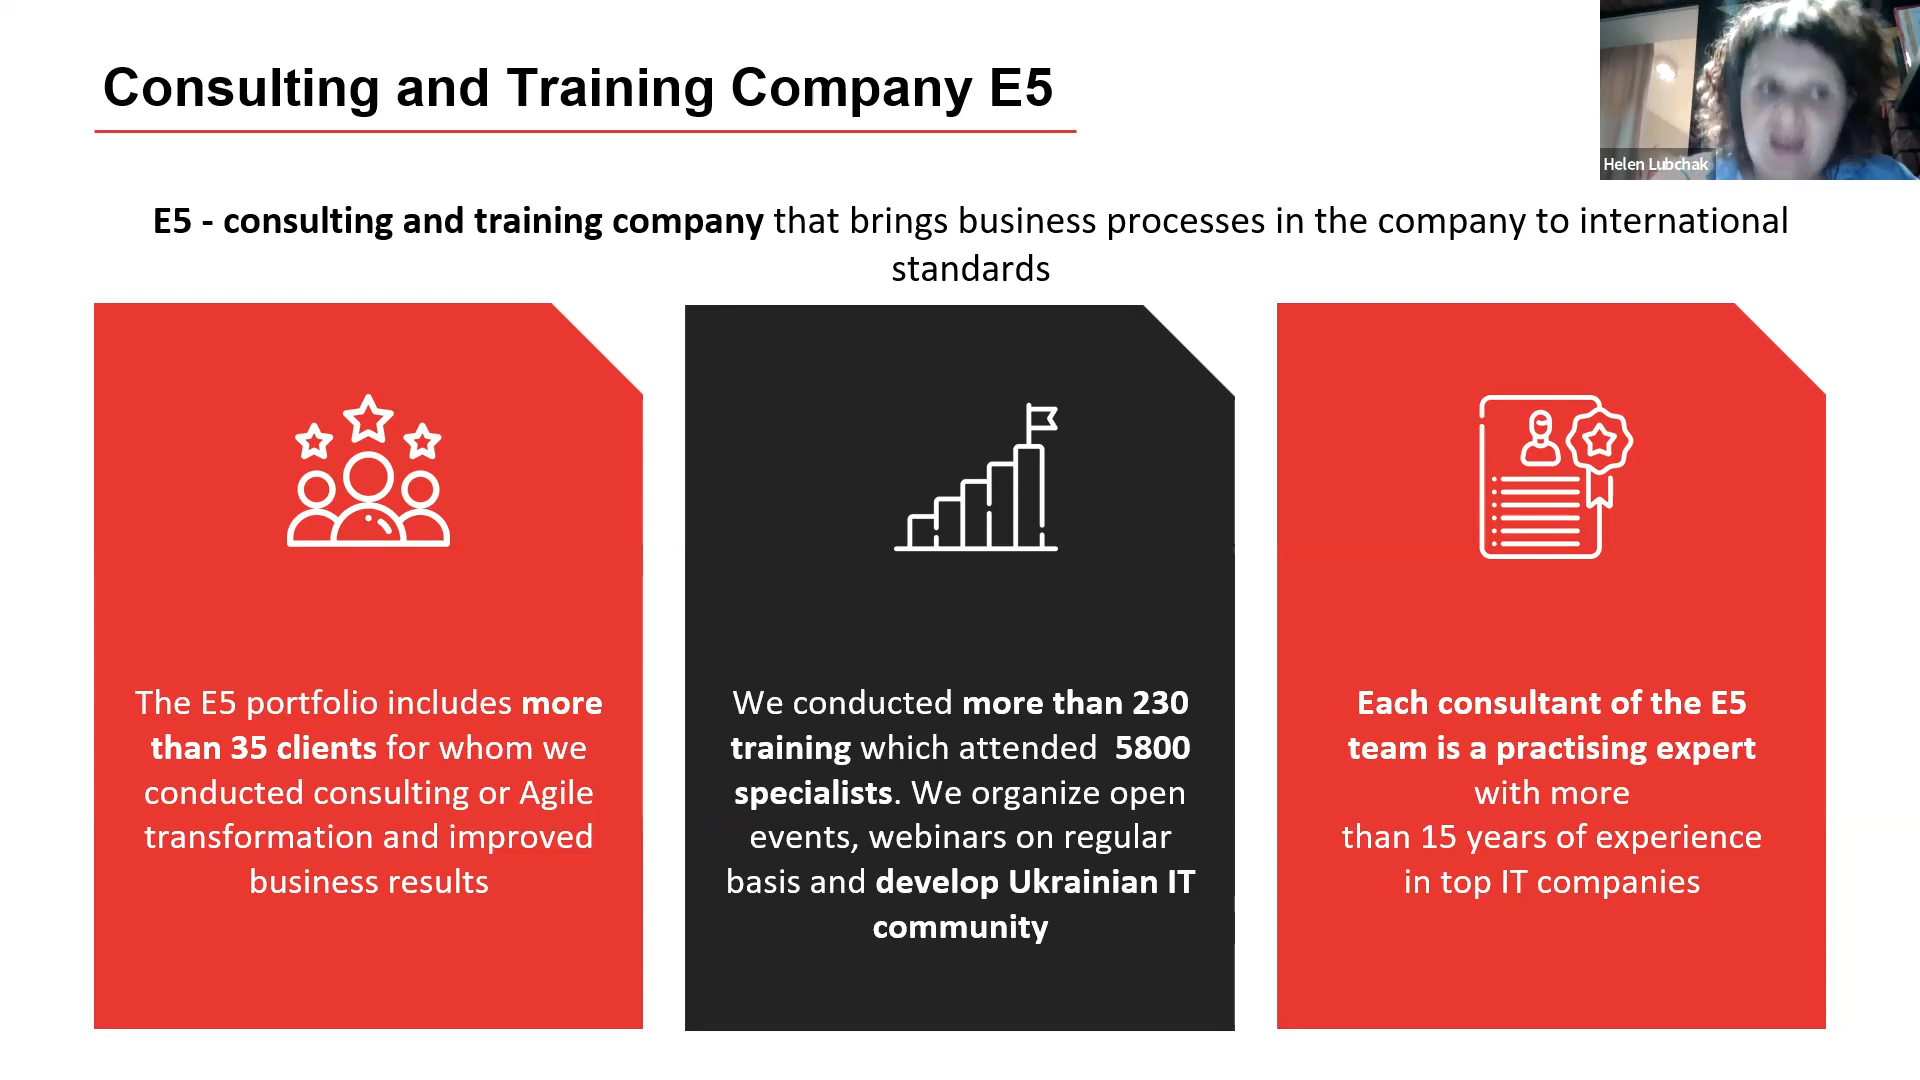 Consulting and Training Company E5
Helen Lubchak
E5 - consulting and training company that brings business processes in the company to international
standards
The E5 portfolio includes more
than 35 clients for whom we
conducted consulting or Agile
transformation and improved
business results
We conducted more than 230
training which attended  5800
specialists. We organize open
events, webinars on regular
basis and develop Ukrainian IT
community
Each consultant of the E5
team is a practising expert
with more
than 15 years of experience
in top IT companies